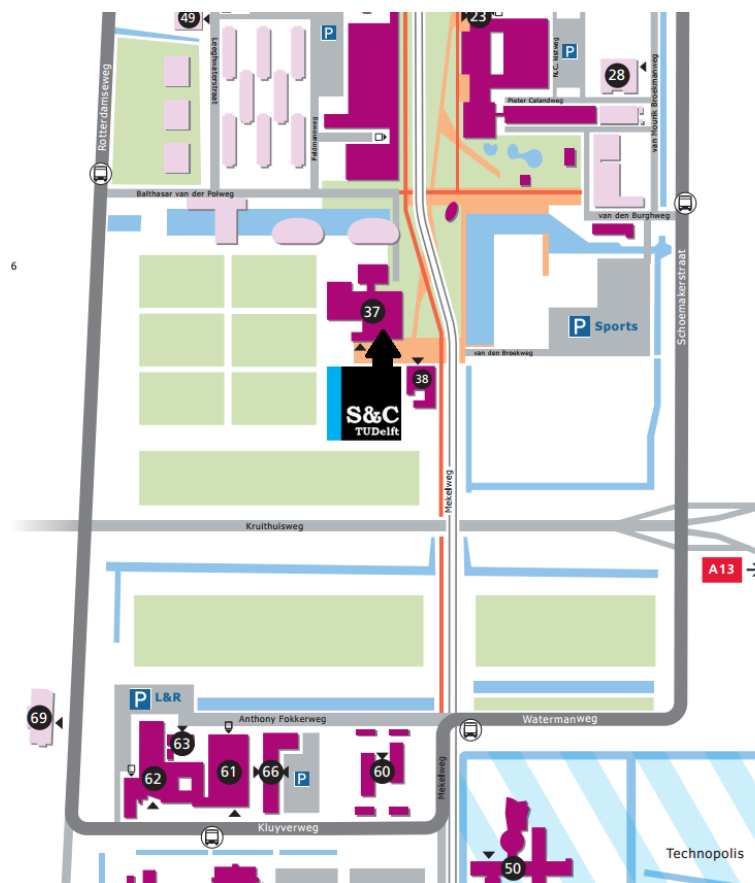 49
P
23
P
28
Leeghwaterstraat
N.C. Kistweg
Pieter Calandweg
van Mourik Broekmanweg
Rotterdamseweg
Feldmannweg
Balthasar van der Polweg
van den Burghweg
6
Schoemakerstraat
37
P Sports
van den Broekweg
38
S&C
TUDelft
Mekelweg
Kruithuisweg
A13
P L&R
69
Anthony Fokkerweg
Watermanweg
63
62
61
66
P
60
Mekelweg
Kluyverweg
Technopolis
50